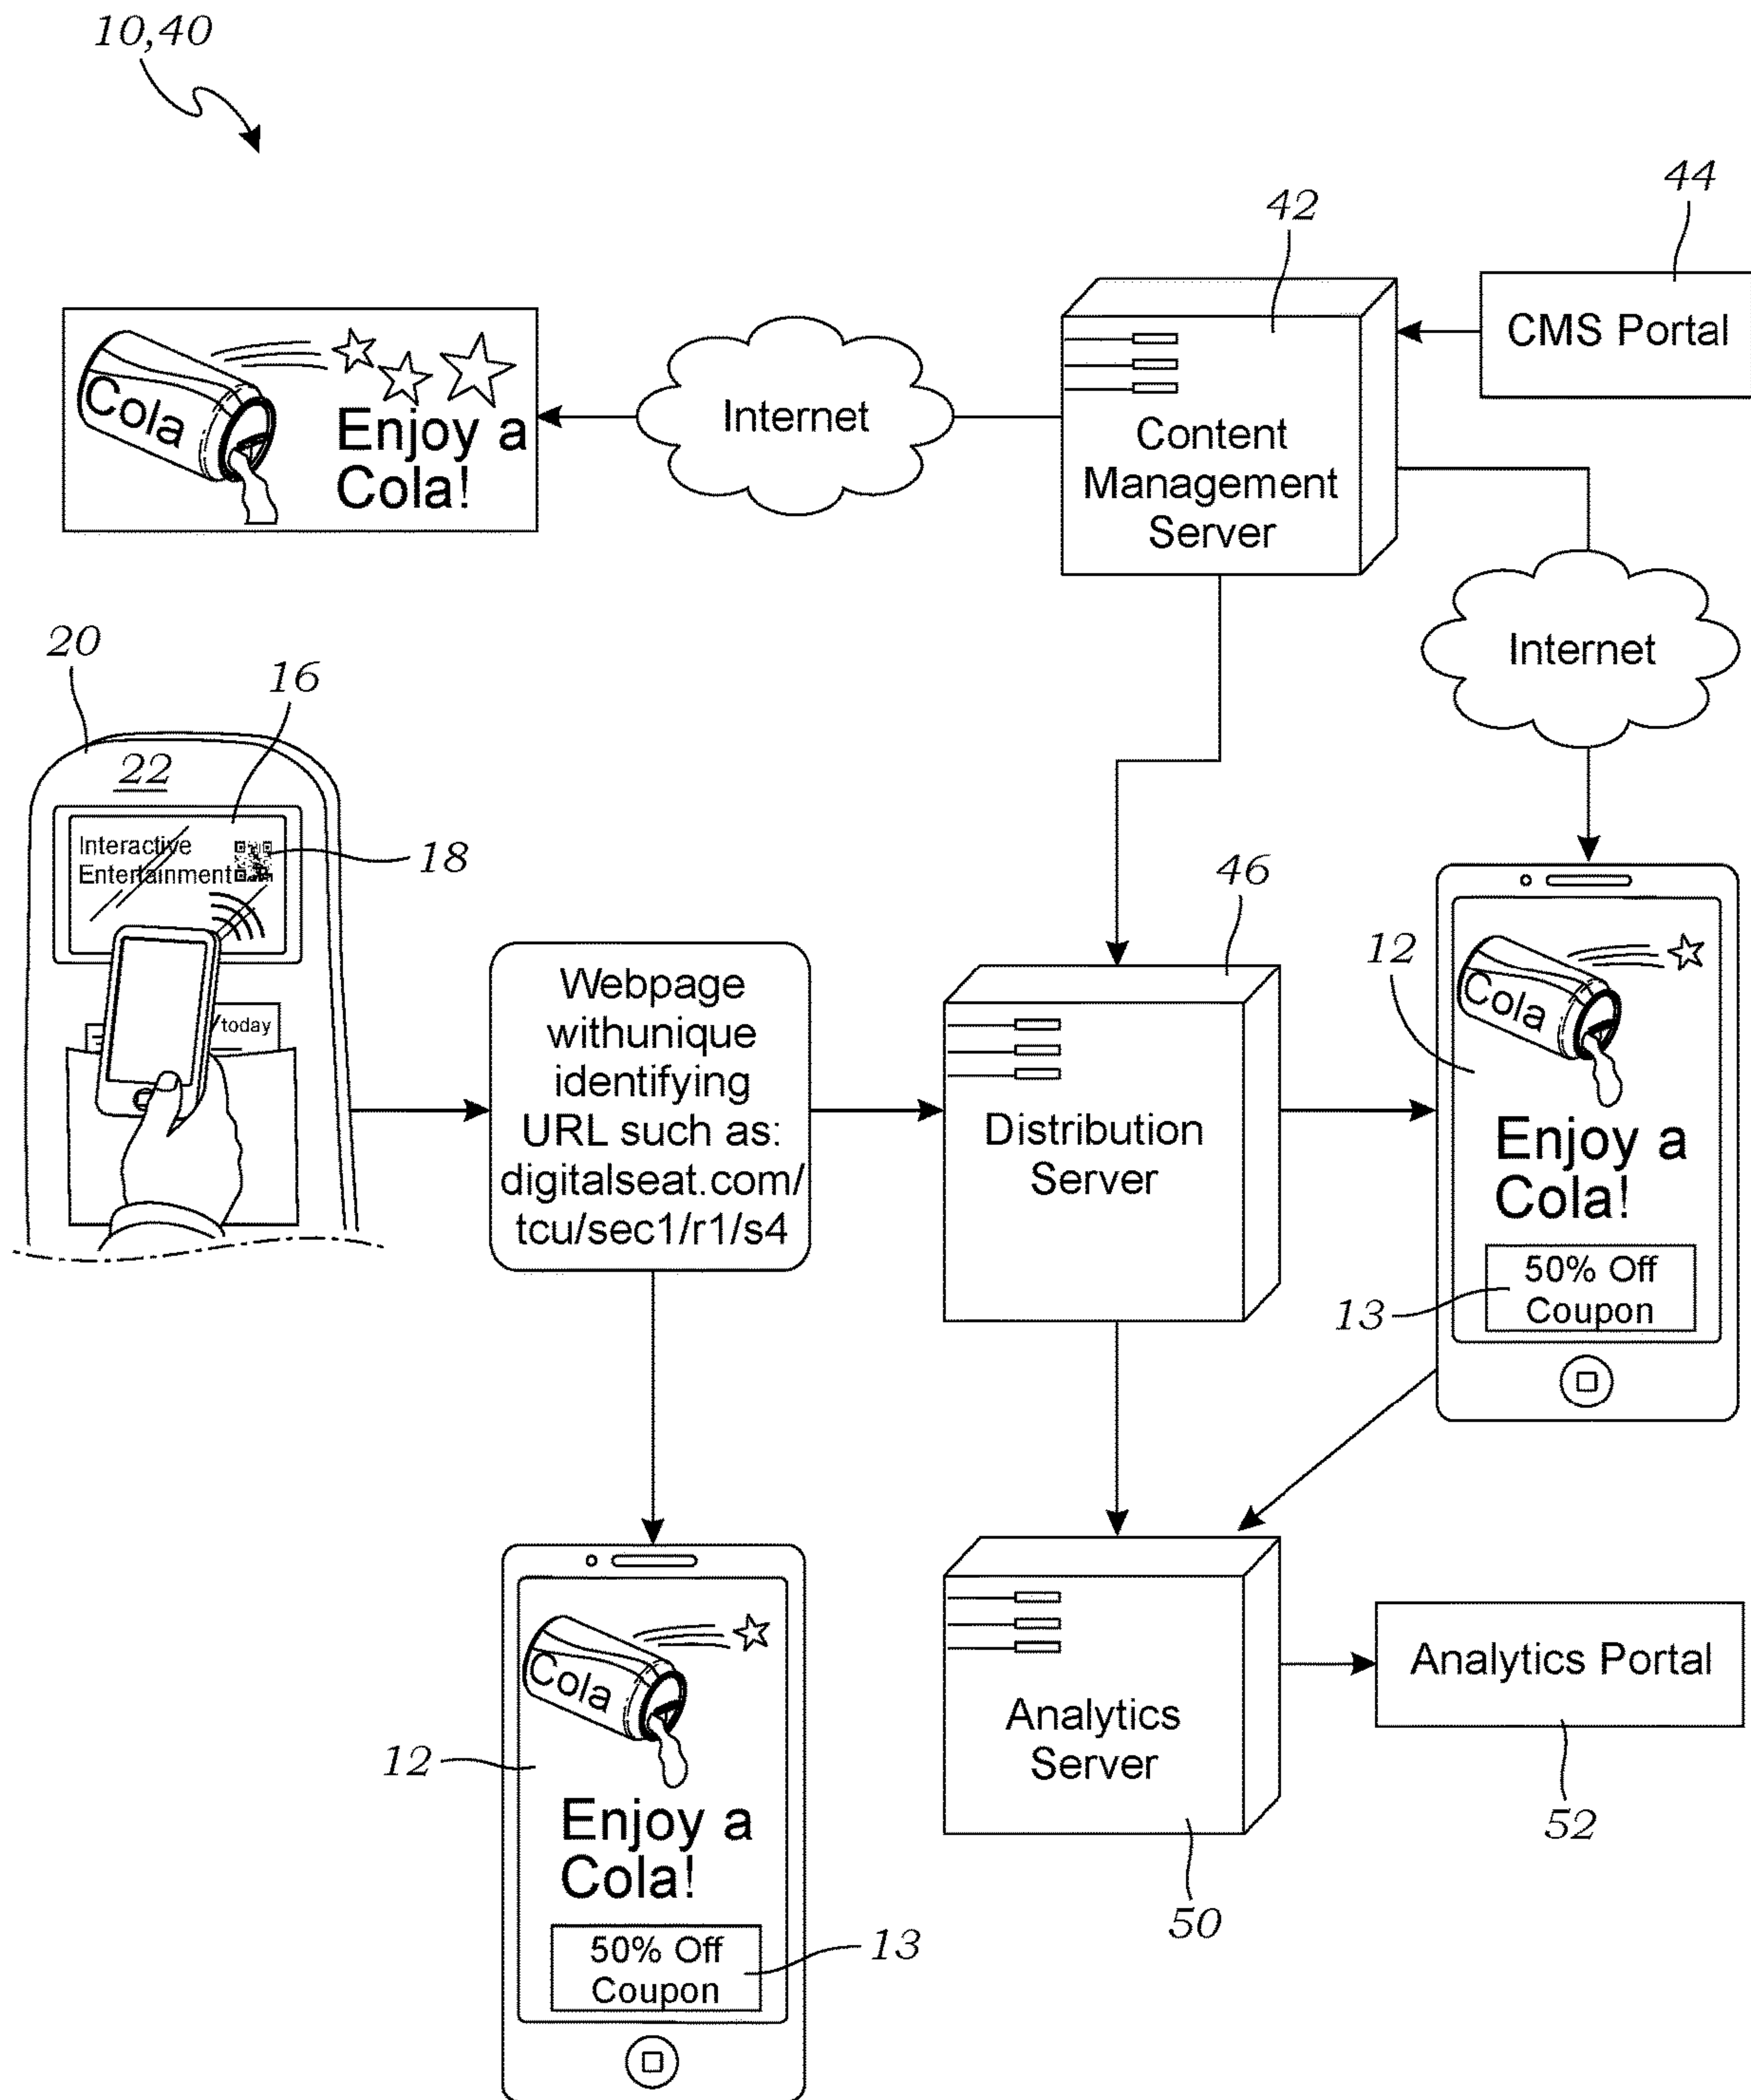 10,40
44
CMS Portal
42
Content
Management
Server
Internet
Cola
Enjoy a
Cola!
Internet
20
16
22
Interactive
Entertainment
18
today
Webpage
withunique
identifying
URL such as:
digitalseat.com/
tcu/sec1/r1/s4
46
Distribution
Server
12
Cola
Enjoy a
Cola!
50% Off
Coupon
13
12
Cola
Enjoy a
Cola!
50% Off
Coupon
13
Analytics
Server
50
Analytics Portal
52